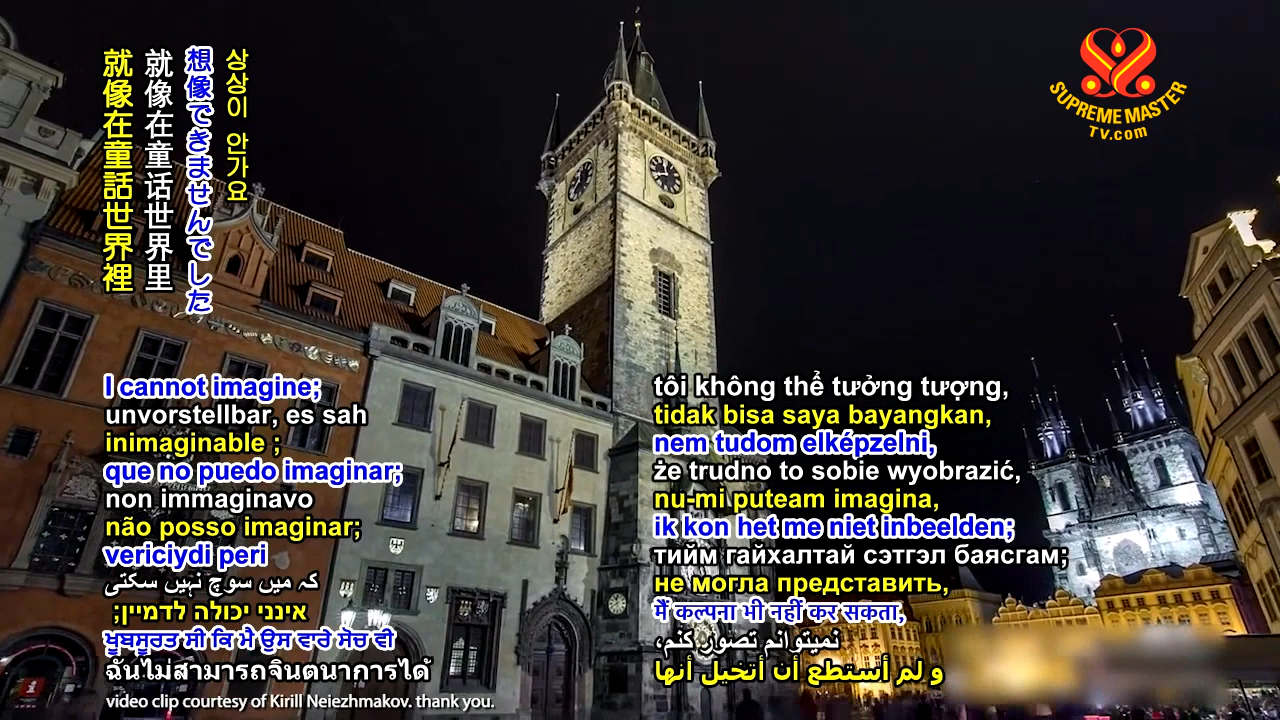 就像在童話世界裡
就像在童话世界里
想像できませんでした
상상이 안가요
SUPREME MASTER
TV.com
I cannot imagine;
unvorstellbar, es sah
inimaginable ;
que no puedo imaginar;
non immaginavo
não posso imaginar;
vericiydi peri
کہ میں سوچ نہیں سکتی
אינני יכולה לדמיין;
ਖ਼ੂਬਸੂਰਤ ਸੀ ਕਿ ਮੈ ਉਸ ਵਾਰੇ ਸੋਚ ਵੀ
ฉันไม่สามารถจินตนาการได้
video clip courtesy of Kirill Neiezhmakov. thank you.
tôi không thể tưởng tượng,
tidak bisa saya bayangkan,
nem tudom elképzelni,
że trudno to sobie wyobrazić,
nu-mi puteam imagina,
ik kon het me niet inbeelden;
тийм гайхалтай сэтгэл баясгам;
не могла представить,
मैं कल्पना भी नहीं कर सकता,
نمیتوانم تصور کنم،
و لم أستطع أن أتخيل أنها